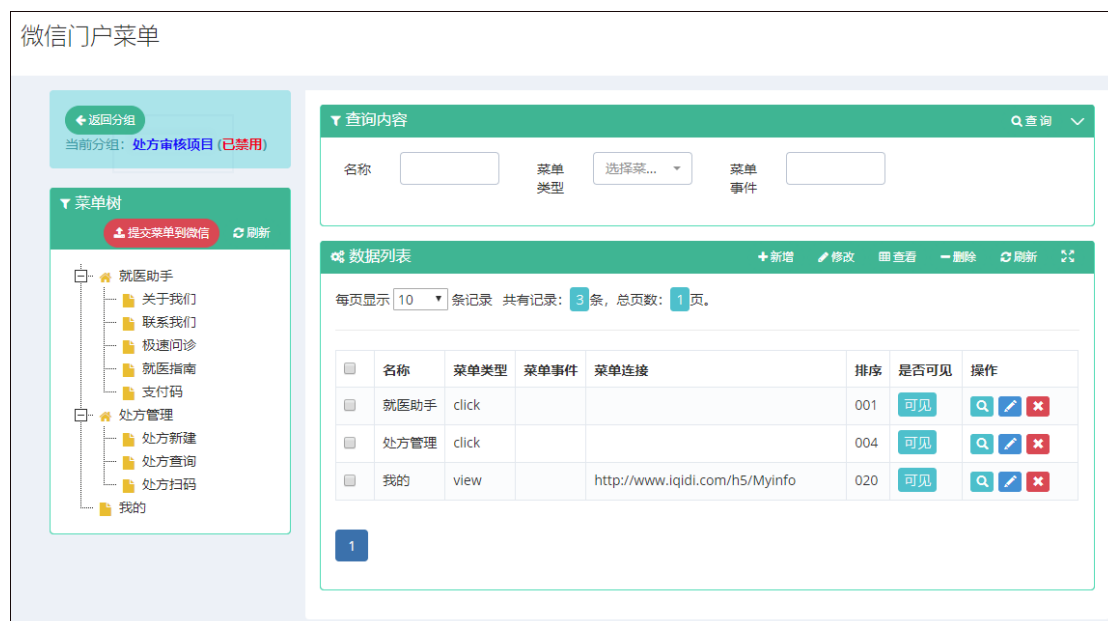 微信门户菜单
返回分组
当前分组：处方审核项目 (已禁用)
菜单树
提交菜单到微信 刷新
就医助手
关于我们
联系我们
极速问诊
就医指南
支付码
处方管理
处方新建
处方查询
处方扫码
我的
查询内容 查询
名称 菜单类型 选择菜... 菜单事件
数据列表 新增 修改 查看 删除 刷新
每页显示 10 条记录 共有记录： 3 条，总页数： 1 页。
名称 菜单类型 菜单事件 菜单连接 排序 是否可见 操作
就医助手 click 001 可见
处方管理 click 004 可见
我的 view http://www.iqidi.com/h5/Myinfo 020 可见
1